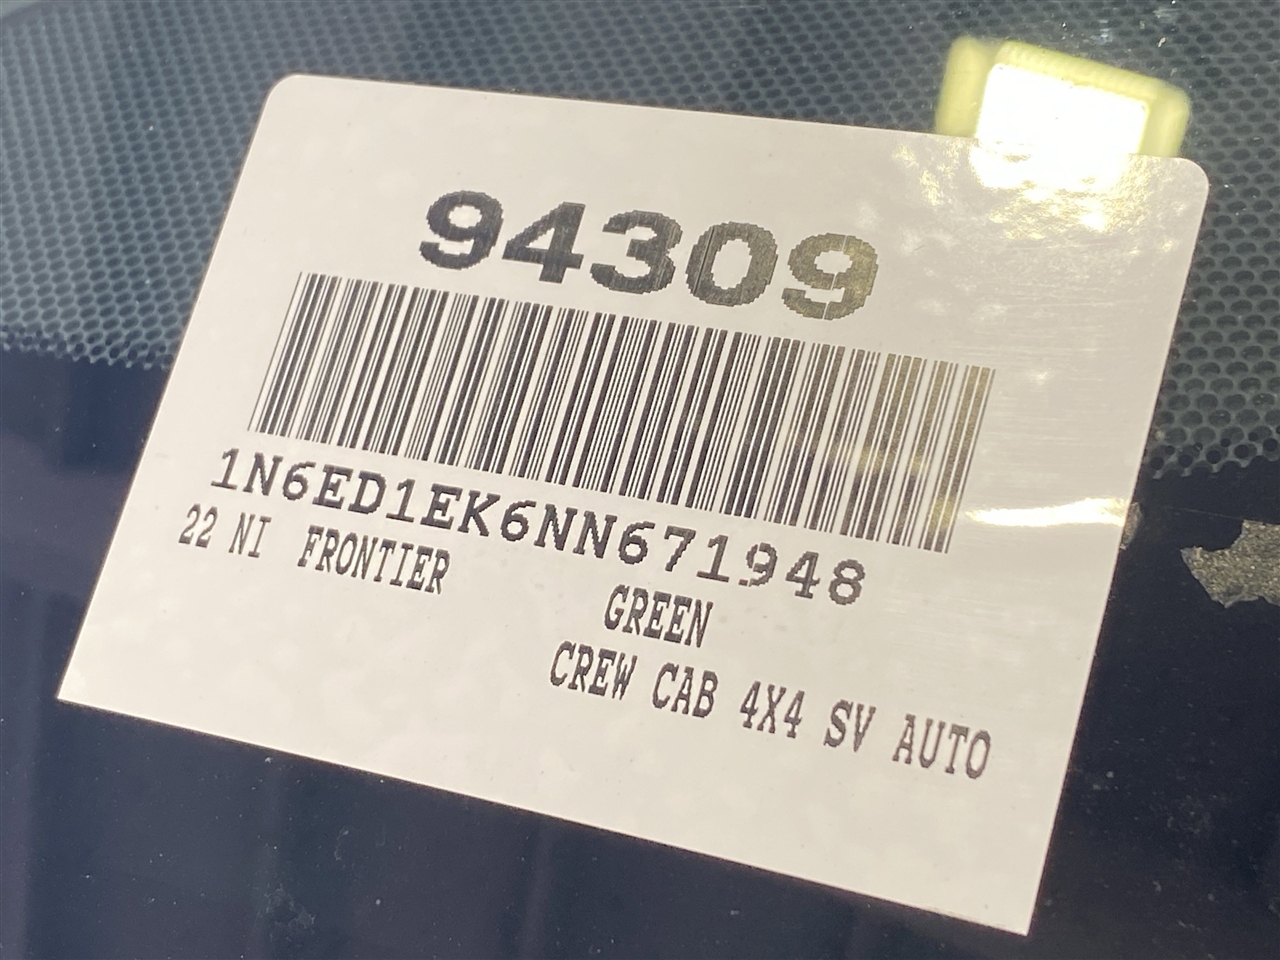 94309
1N6ED1EK6NN671948
22 NI FRONTIER
GREEN
CREW CAB 4X4 SV AUTO